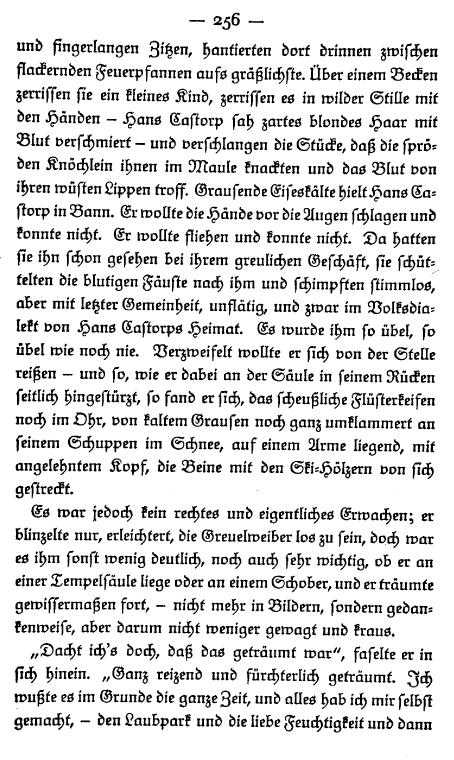 — 256 —
und fingerlangen Zitzen, hantierten dort drinnen zwischen
flackernden Feuerpfannen aufs gräßlichste. Über einem Becken
zerrissen sie ein kleines Kind, zerrissen es in wilder Stille mit
den Händen – Hans Castorp sah zartes blondes Haar mit
Blut verschmiert – und verschlangen die Stücke, daß die sprö=
den Knöchlein ihnen im Maule knackten und das Blut von
ihren wüsten Lippen troff. Grausende Eiseskälte hielt Hans Ca=
storp in Bann. Er wollte die Hände vor die Augen schlagen und
konnte nicht. Er wollte fliehen und konnte nicht. Da hatten
sie ihn schon gesehen bei ihrem greulichen Geschäft, sie schüt=
telten die blutigen Fäuste nach ihm und schimpften stimmlos,
aber mit letzter Gemeinheit, unflätig, und zwar im Volksdia=
lekt von Hans Castorps Heimat. Es wurde ihm so übel, so
übel wie noch nie. Verzweifelt wollte er sich von der Stelle
reißen – und so, wie er dabei an der Säule in seinem Rücken
seitlich hingestürzt, so fand er sich, das scheußliche Flüsterkeifen
noch im Ohr, von kaltem Grausen noch ganz umklammert an
seinem Schuppen im Schnee, auf einem Arme liegend, mit
angelehntem Kopf, die Beine mit den Ski=Hölzern von sich
gestreckt.
Es war jedoch kein rechtes und eigentliches Erwachen; er
blinzelte nur, erleichtert, die Greuelweiber los zu sein, doch war
es ihm sonst wenig deutlich, noch auch sehr wichtig, ob er an
einer Tempelsäule liege oder an einem Schober, und er träumte
gewissermaßen fort, – nicht mehr in Bildern, sondern gedan=
kenweise, aber darum nicht weniger gewagt und kraus.
„Dacht ich's doch, daß das geträumt war“, faselte er in
sich hinein. „Ganz reizend und fürchterlich geträumt. Ich
wußte es im Grunde die ganze Zeit, und alles hab ich mir selbst
gemacht, – den Laubpark und die liebe Feuchtigkeit und dann